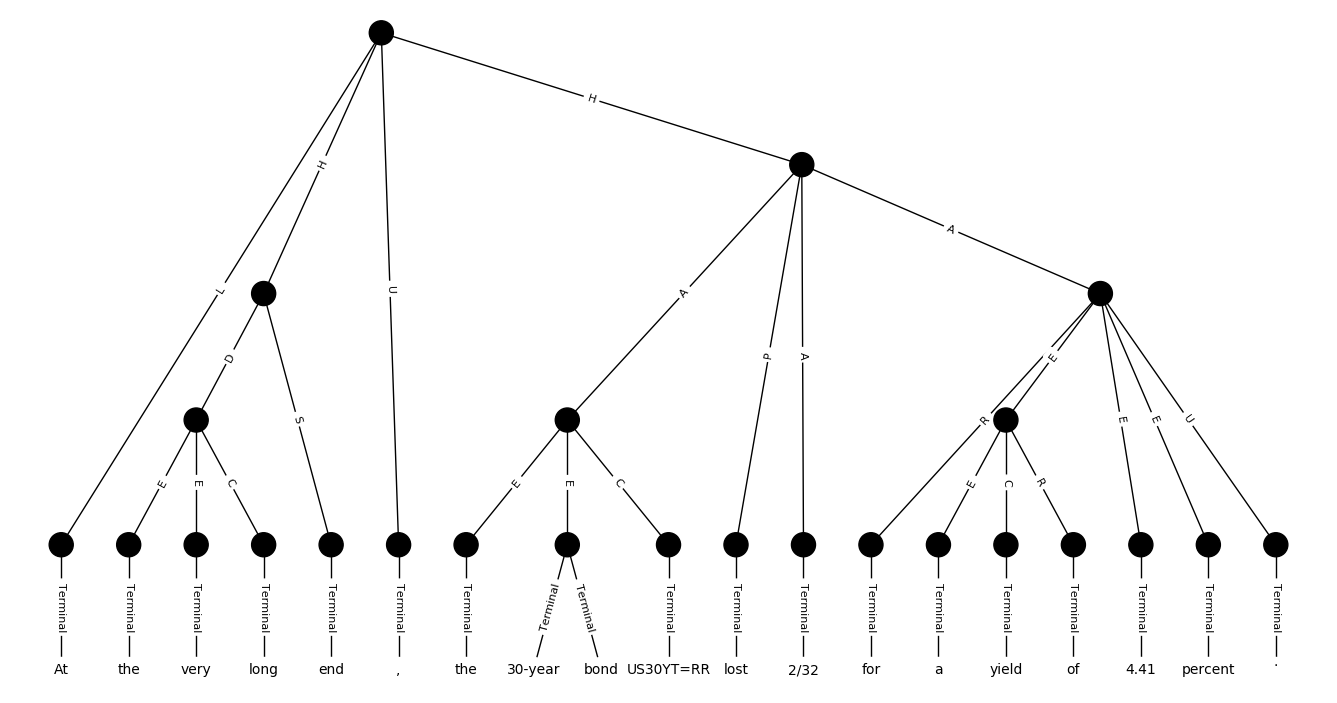 H
H
A
L
U
A
D
P
A
E
S
R
E
E
U
E
E
C
E
E
C
E
C
R
Terminal Terminal Terminal Terminal Terminal Terminal Terminal Terminal Terminal Terminal Terminal Terminal Terminal Terminal Terminal Terminal Terminal Terminal Terminal
At the very long end , the 30-year bond US30YT=RR lost 2/32 for a yield of 4.41 percent .